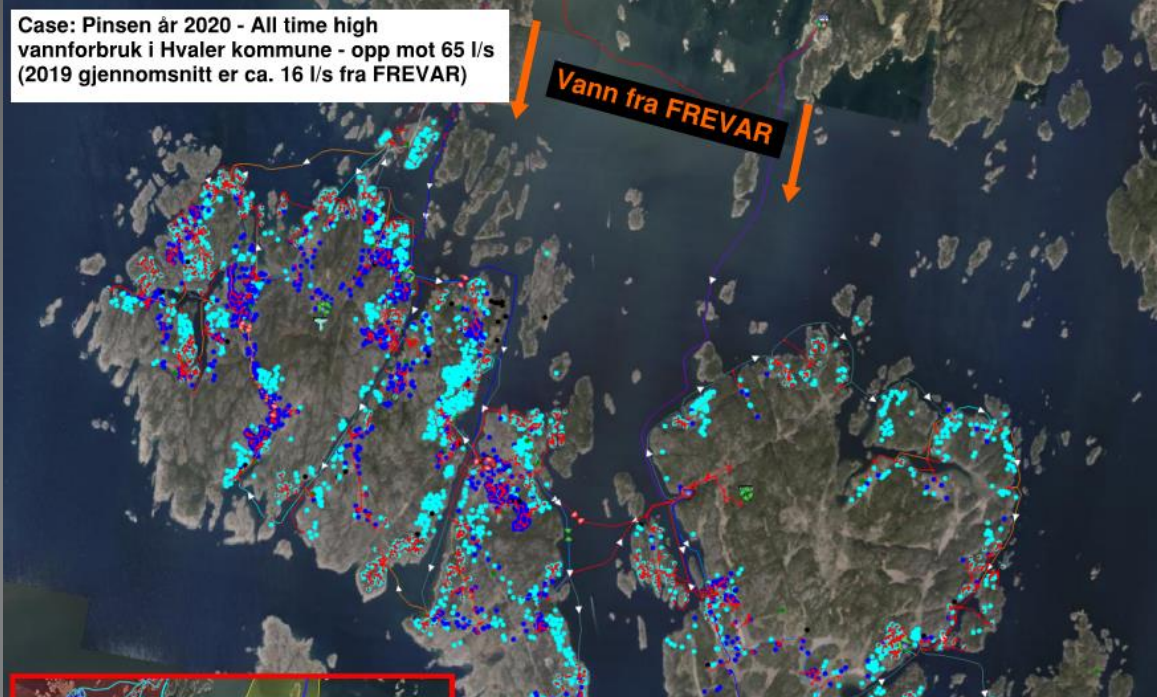 Case: Pinsen år 2020 - All time high
vannforbruk i Hvaler kommune - opp mot 65 l/s
(2019 gjennomsnitt er ca. 16 l/s fra FREVAR)
Vann fra FREVAR